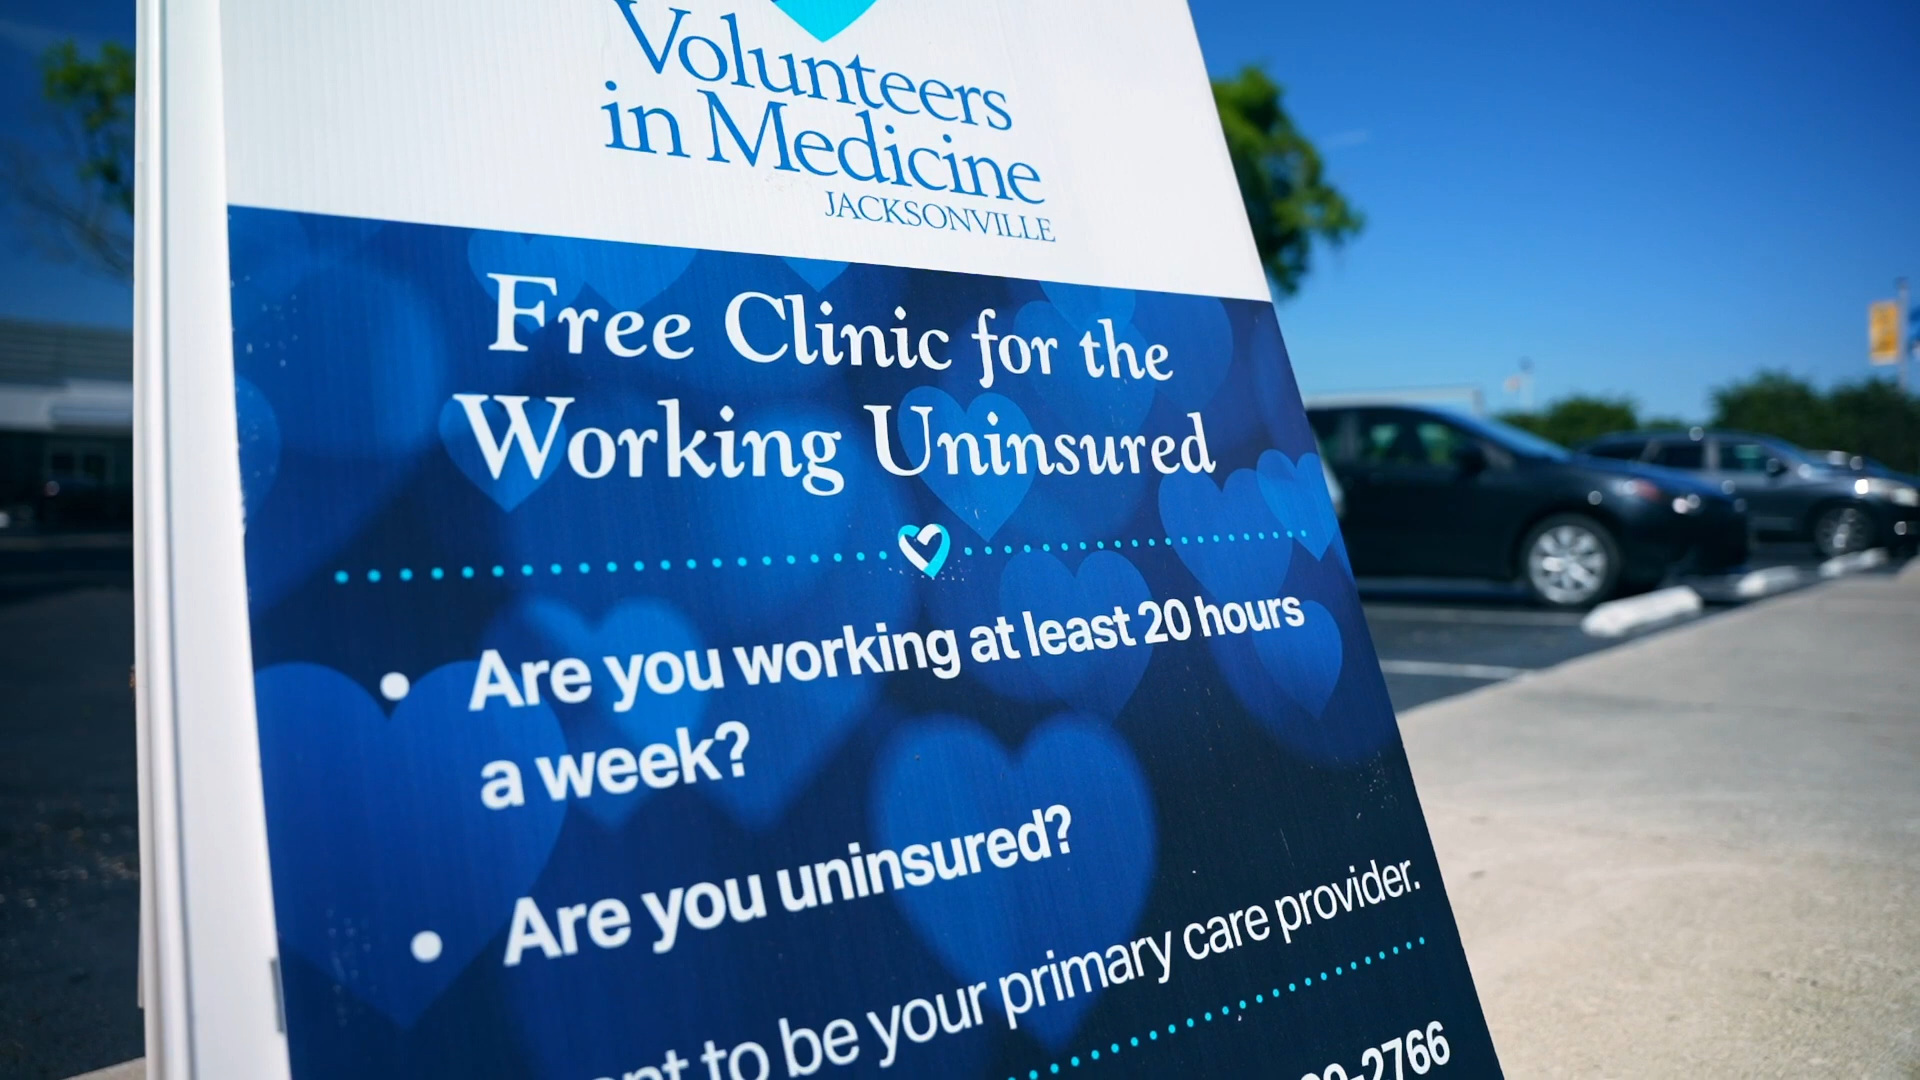 Volunteers
in Medicine
JACKSONVILLE
Free Clinic for the
Working Uninsured
• Are you working at least 20 hours
a week?
• Are you uninsured?
to be your primary care provider.
-2766